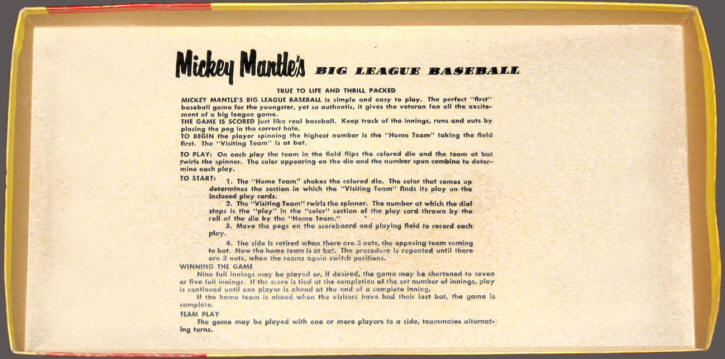 Mickey Mantle's BIG LEAGUE BASEBALL
TRUE TO LIFE AND THRILL PACKED
MICKEY MANTLE'S BIG LEAGUE BASEBALL is simple and easy to play. The perfect "first"
baseball game for the youngster, yet so authentic, it gives the veteran fan all the excite-
ment of a big league game.
THE GAME IS SCORED just like real baseball. Keep track of the innings, runs and outs by
placing the peg in the correct hole.
TO BEGIN the player spinning the highest number is the "Home Team" taking the field
first. The "Visiting Team" is at bat.
TO PLAY: On each play the team in the field flips the colored die and the team at bat
twirls the spinner. The color appearing on the die and the number spun combine to deter-
mine each play.
TO START:
1. The "Home Team" shakes the colored die. The color that comes up
determines the section in which the "Visiting Team" finds its play on the
inclosed play cards.
2. The "Visiting Team" twirls the spinner. The number at which the dial
stops is the "play" in the "color" section of the play card thrown by the
roll of the die by the "Home Team."
3. Move the pegs on the scoreboard and playing field to record each
play.
4. The side is retired when there are 3 outs, the opposing team coming
to bat. Now the home team is at bat. The procedure is repeated until there
are 3 outs, when the teams again switch positions.
WINNING THE GAME
Nine full innings may be played or, if desired, the game may be shortened to seven
or five full innings. If the score is tied at the completion of the set number of innings, play
is continued until one player is ahead at the end of a complete inning.
If the home team is ahead when the visitors have had their last bat, the game is
complete.
TEAM PLAY
The game may be played with one or more players to a side, teammates alternat-
ing turns.